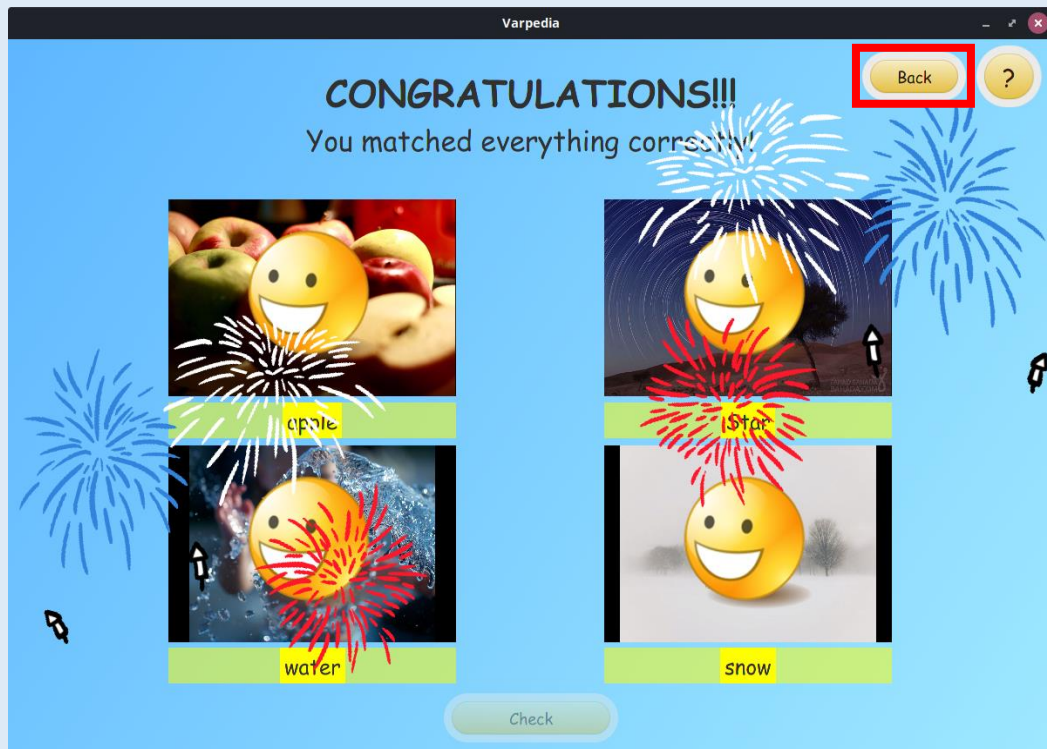 Varpedia
Back
?
CONGRATULATIONS!!!
You matched everything correctly!
apple
Star
water
snow
Check